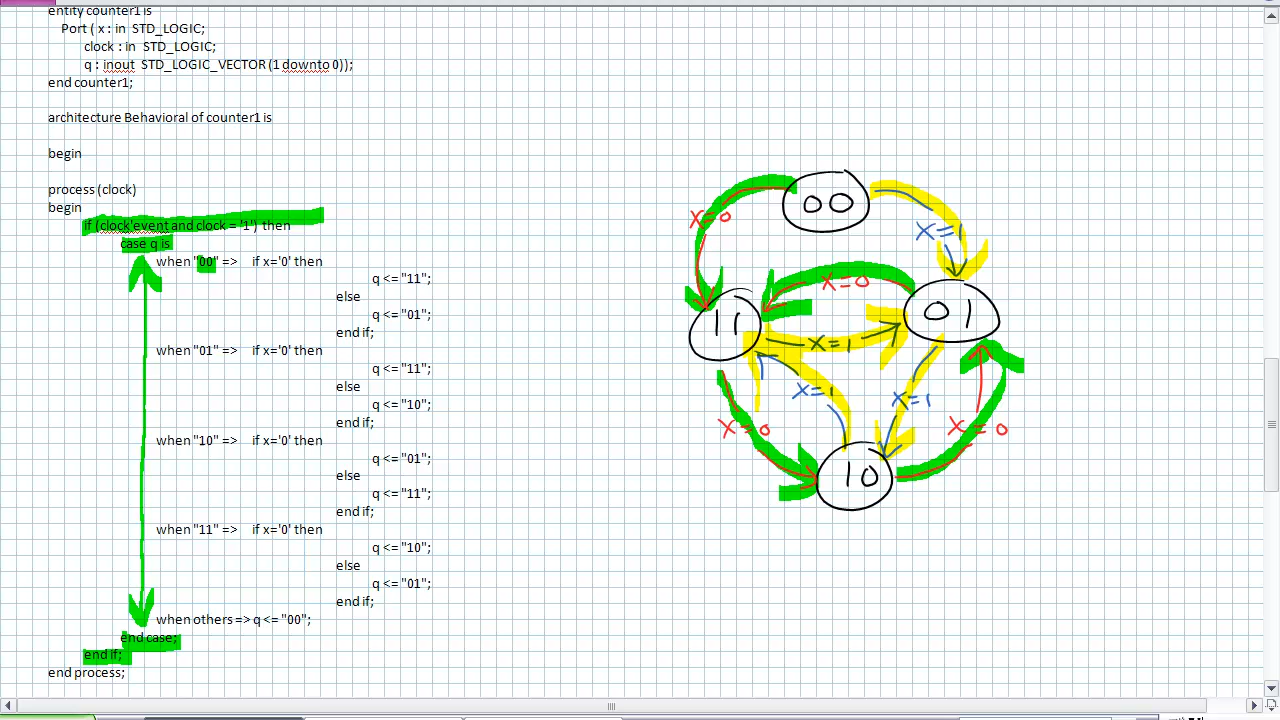 entity counter1 is
Port ( x : in STD_LOGIC;
clock : in STD_LOGIC;
q : inout STD_LOGIC_VECTOR (1 downto 0));
end counter1;
architecture Behavioral of counter1 is
begin
process (clock)
begin
if (clock'event and clock = '1') then
case q is
when "00" => if x='0' then
q <= "11";
else
q <= "01";
end if;
when "01" => if x='0' then
q <= "11";
else
q <= "10";
end if;
when "10" => if x='0' then
q <= "01";
else
q <= "11";
end if;
when "11" => if x='0' then
q <= "10";
else
q <= "01";
end if;
when others => q <= "00";
end case;
end if;
end process;
00
X=0
X=1
X=0
11
01
X=1
X=1
X=1
X=0
X=0
10